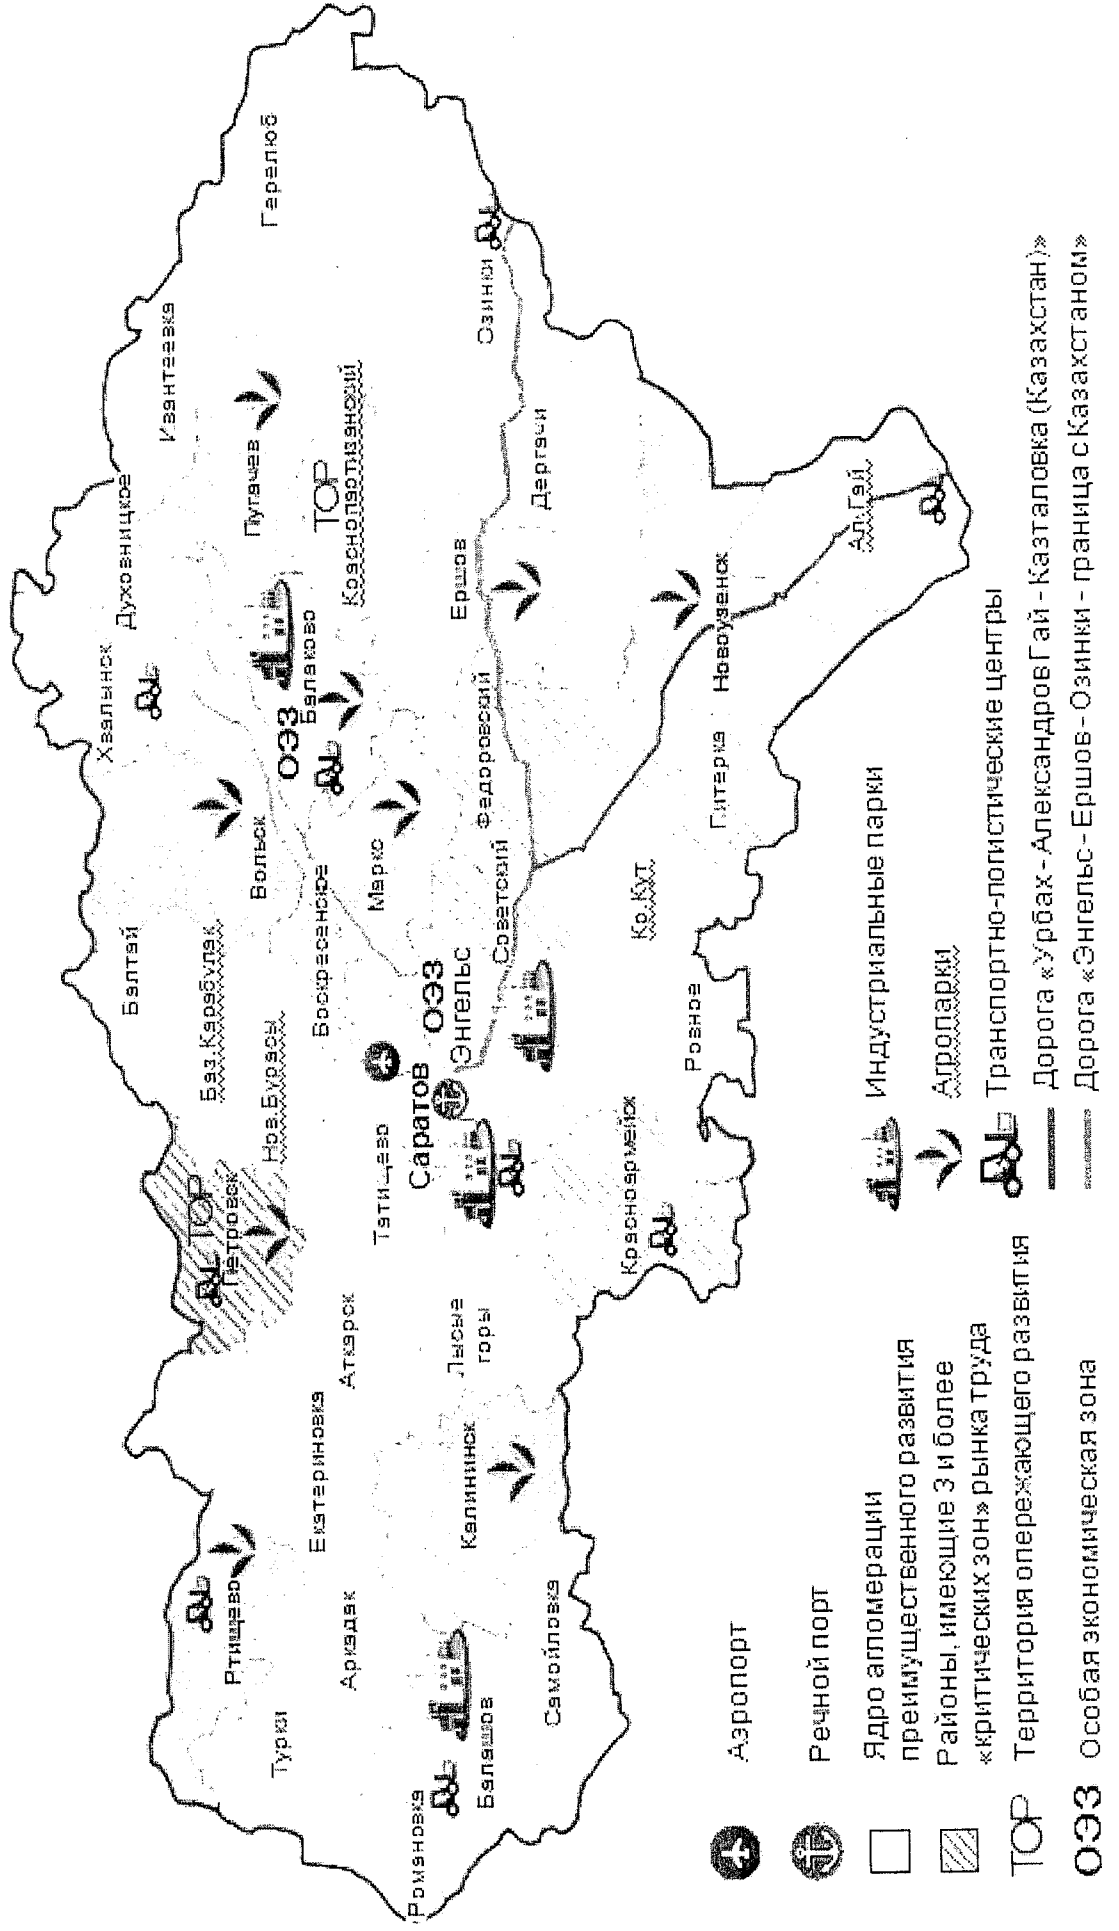 Духовницкое
Хвалынск
Ивантеевка
Перелюб
Балтай
Баз.Карабулак
Вольск
Балаково
ОЭЗ
Пугачев
ТОР
Краснопартизанский
Нов.Бурасы
Воскресенское
Маркс
Ершов
Озинки
Дергачи
Федоровский
Советский
ОЭЗ
Энгельс
Саратов
Татищево
ТОР
Петровск
Аткарск
Екатериновка
Ртищево
Турки
Аркадак
Романовка
Балашов
Самойловка
Калининск
Лысые
горы
Красноармейск
Ровное
Кр.Кут
Питерка
Новоузенск
Ал.Гай
Аэропорт
Речной порт
Ядро агломерации
преимущественного развития
Районы, имеющие 3 и более
«критических зон» рынка труда
ТОР Территория опережающего развития
ОЭЗ Особая экономическая зона
Индустриальные парки
Агропарки
Транспортно-логистические центры
Дорога «Урбах - Александров Гай - Казталовка (Казахстан)»
Дорога «Энгельс - Ершов - Озинки - граница с Казахстаном»